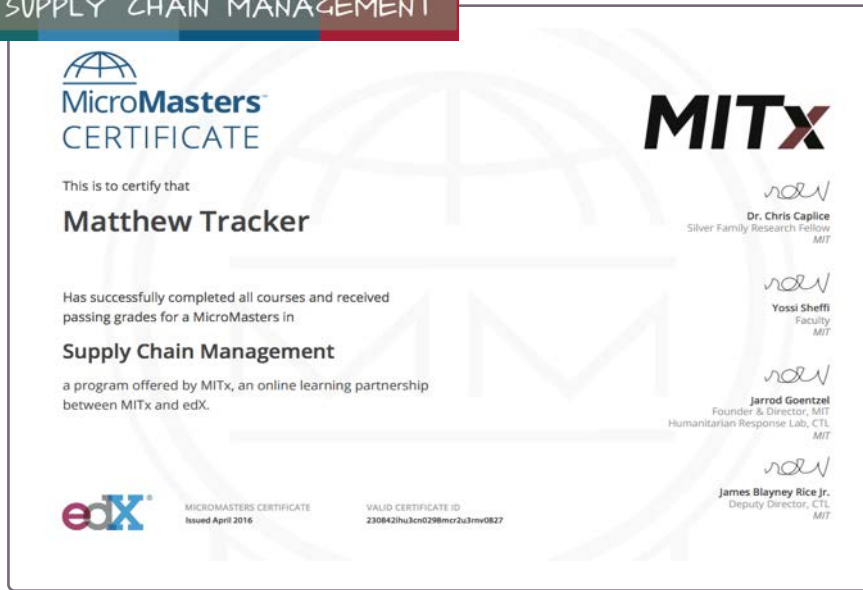 SUPPLY CHAIN MANAGEMENT
MicroMasters™
CERTIFICATE
This is to certify that
Matthew Tracker
Has successfully completed all courses and received
passing grades for a MicroMasters in
Supply Chain Management
a program offered by MITx, an online learning partnership
between MITx and edX.
edX®
MICROMASTERS CERTIFICATE
Issued April 2016
VALID CERTIFICATE ID
230842ihu3cn0298mcr2u3rnv0827
MITx
Dr. Chris Caplice
Silver Family Research Fellow
MIT
Yossi Sheffi
Faculty
MIT
Jarrod Goentzel
Founder & Director, MIT
Humanitarian Response Lab, CTL
MIT
James Blayney Rice Jr.
Deputy Director, CTL
MIT